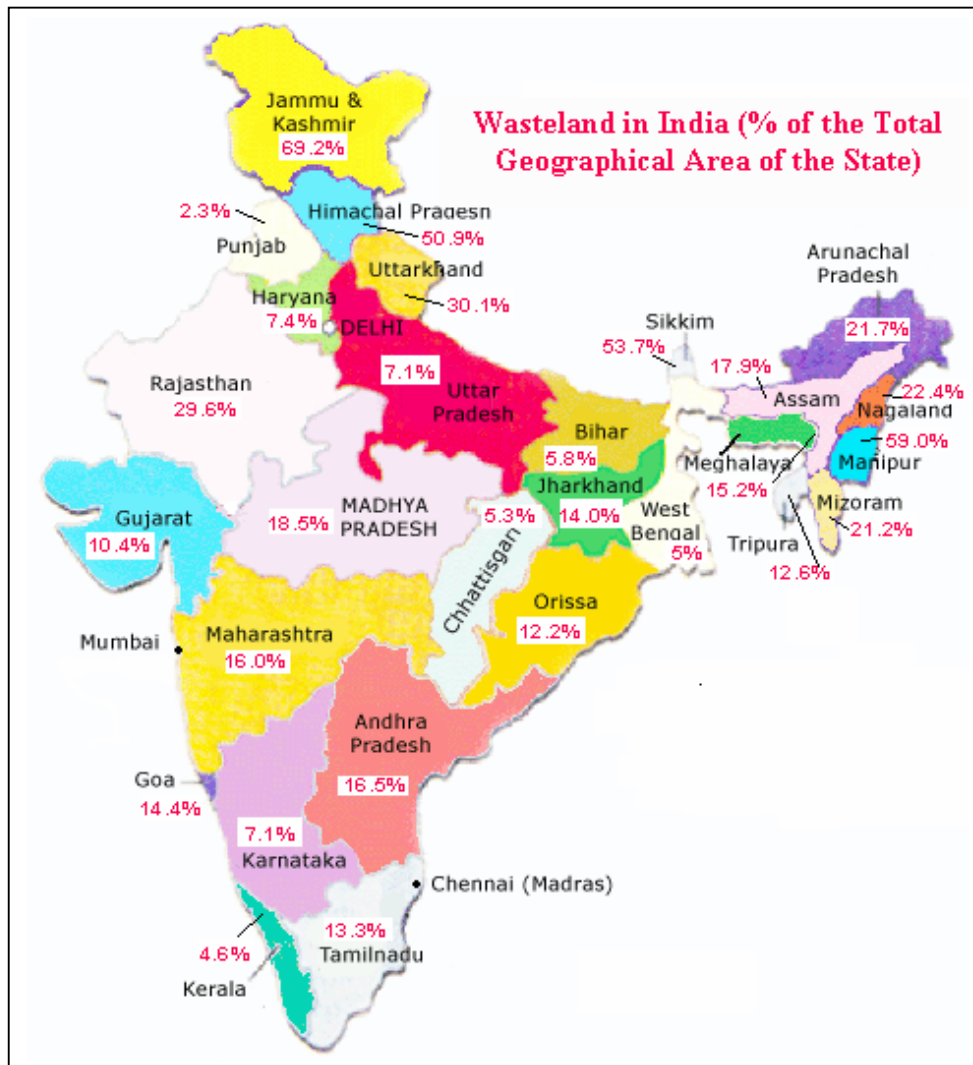 Jammu &
Kashmir
69.2%
Wasteland in India (% of the Total
Geographical Area of the State)
2.3%
Punjab
Himachal Pradesh
50.9%
Uttarkhand
30.1%
Haryana
7.4%
DELHI
Arunachal
Pradesh
21.7%
Sikkim
53.7%
17.9%
Assam
22.4%
Nagaland
Rajasthan
29.6%
7.1%
Uttar
Pradesh
Bihar
5.8%
Meghalaya
15.2%
59.0%
Manipur
Jharkhand
14.0%
Gujarat
10.4%
MADHYA
PRADESH
18.5%
5.3%
Chhattisgarh
West
Bengal
5%
Tripura
12.6%
Mizoram
21.2%
Orissa
12.2%
Mumbai
Maharashtra
16.0%
Andhra
Pradesh
16.5%
Goa
14.4%
7.1%
Karnataka
Chennai (Madras)
13.3%
Tamilnadu
4.6%
Kerala